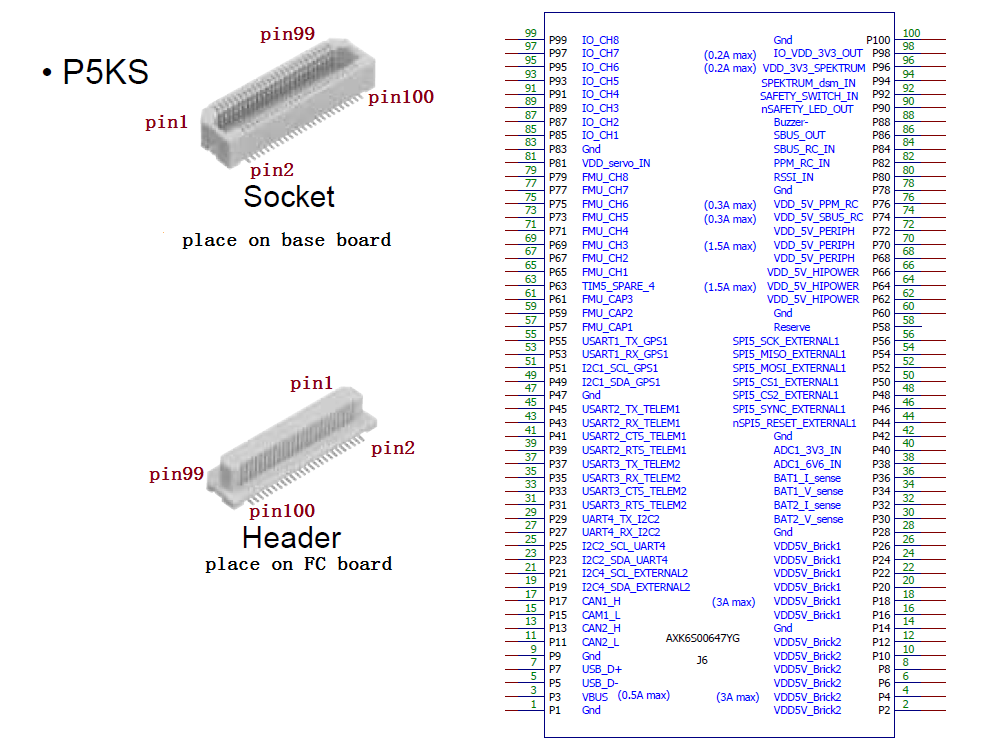 • P5KS
pin99
pin100
pin1
pin2
Socket
place on base board
pin1
pin2
pin99
pin100
Header
place on FC board
99 P99 IO_CH8 Gnd P100 100
97 P97 IO_CH7 (0.2A max) IO_VDD_3V3_OUT P98 98
95 P95 IO_CH6 (0.2A max) VDD_3V3_SPEKTRUM P96 96
93 P93 IO_CH5 SPEKTRUM_dsm_IN P94 94
91 P91 IO_CH4 SAFETY_SWITCH_IN P92 92
89 P89 IO_CH3 nSAFETY_LED_OUT P90 90
87 P87 IO_CH2 Buzzer- P88 88
85 P85 IO_CH1 SBUS_OUT P86 86
83 P83 Gnd SBUS_RC_IN P84 84
81 P81 VDD_servo_IN PPM_RC_IN P82 82
79 P79 FMU_CH8 RSSI_IN P80 80
77 P77 FMU_CH7 Gnd P78 78
75 P75 FMU_CH6 (0.3A max) VDD_5V_PPM_RC P76 76
73 P73 FMU_CH5 (0.3A max) VDD_5V_SBUS_RC P74 74
71 P71 FMU_CH4 VDD_5V_PERIPH P72 72
69 P69 FMU_CH3 (1.5A max) VDD_5V_PERIPH P70 70
67 P67 FMU_CH2 VDD_5V_PERIPH P68 68
65 P65 FMU_CH1 VDD_5V_HIPOWER P66 66
63 P63 TIM5_SPARE_4 (1.5A max) VDD_5V_HIPOWER P64 64
61 P61 FMU_CAP3 VDD_5V_HIPOWER P62 62
59 P59 FMU_CAP2 Gnd P60 60
57 P57 FMU_CAP1 Reserve P58 58
55 P55 USART1_TX_GPS1 SPI5_SCK_EXTERNAL1 P56 56
53 P53 USART1_RX_GPS1 SPI5_MISO_EXTERNAL1 P54 54
51 P51 I2C1_SCL_GPS1 SPI5_MOSI_EXTERNAL1 P52 52
49 P49 I2C1_SDA_GPS1 SPI5_CS1_EXTERNAL1 P50 50
47 P47 Gnd SPI5_CS2_EXTERNAL1 P48 48
45 P45 USART2_TX_TELEM1 SPI5_SYNC_EXTERNAL1 P46 46
43 P43 USART2_RX_TELEM1 nSPI5_RESET_EXTERNAL1 P44 44
41 P41 USART2_CTS_TELEM1 Gnd P42 42
39 P39 USART2_RTS_TELEM1 ADC1_3V3_IN P40 40
37 P37 USART3_TX_TELEM2 ADC1_6V6_IN P38 38
35 P35 USART3_RX_TELEM2 BAT1_I_sense P36 36
33 P33 USART3_CTS_TELEM2 BAT1_V_sense P34 34
31 P31 USART3_RTS_TELEM2 BAT2_I_sense P32 32
29 P29 UART4_TX_I2C2 BAT2_V_sense P30 30
27 P27 UART4_RX_I2C2 Gnd P28 28
25 P25 I2C2_SCL_UART4 VDD5V_Brick1 P26 26
23 P23 I2C2_SDA_UART4 VDD5V_Brick1 P24 24
21 P21 I2C4_SCL_EXTERNAL2 VDD5V_Brick1 P22 22
19 P19 I2C4_SDA_EXTERNAL2 VDD5V_Brick1 P20 20
17 P17 CAN1_H (3A max) VDD5V_Brick1 P18 18
15 P15 CAM1_L VDD5V_Brick1 P16 16
13 P13 CAN2_H Gnd P14 14
11 P11 CAN2_L AXK6S00647YG VDD5V_Brick2 P12 12
9 P9 Gnd J6 VDD5V_Brick2 P10 10
7 P7 USB_D+ VDD5V_Brick2 P8 8
5 P5 USB_D- VDD5V_Brick2 P6 6
3 P3 VBUS (0.5A max) (3A max) VDD5V_Brick2 P4 4
1 P1 Gnd VDD5V_Brick2 P2 2